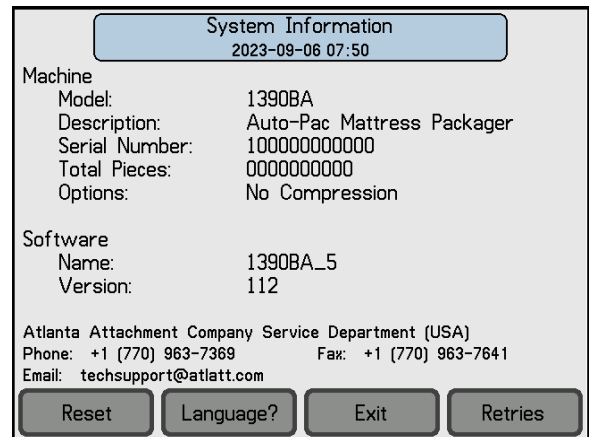 System Information
2023-09-06 07:50
Machine
Model: 1390BA
Description: Auto-Pac Mattress Packager
Serial Number: 100000000000
Total Pieces: 0000000000
Options: No Compression
Software
Name: 1390BA_5
Version: 112
Atlanta Attachment Company Service Department (USA)
Phone: +1 (770) 963-7369 Fax: +1 (770) 963-7641
Email: techsupport@atlatt.com
Reset Language? Exit Retries